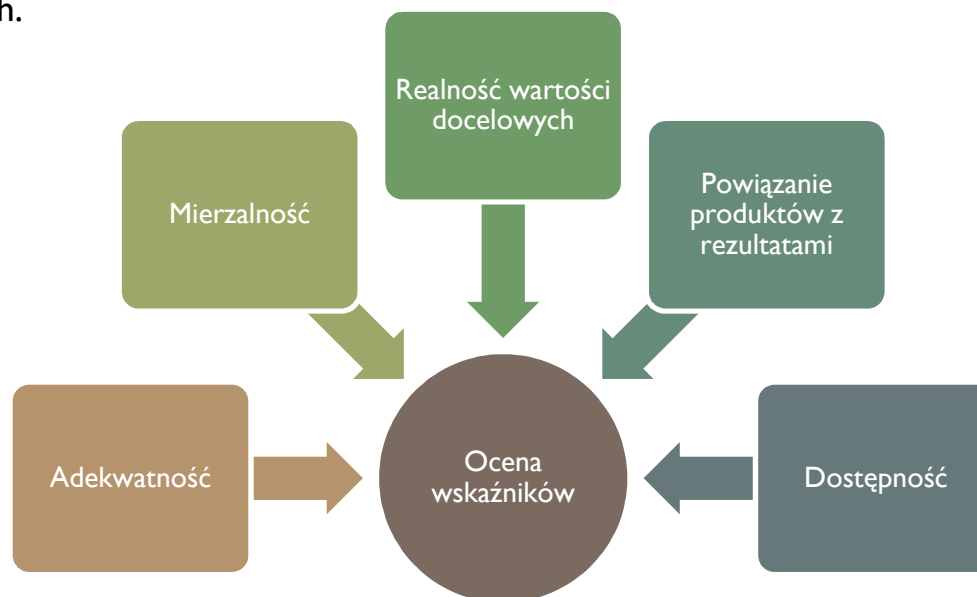 h.
Realność wartości
docelowych
Mierzalność
Powiązanie
produktów z
rezultatami
Adekwatność
Ocena
wskaźników
Dostępność